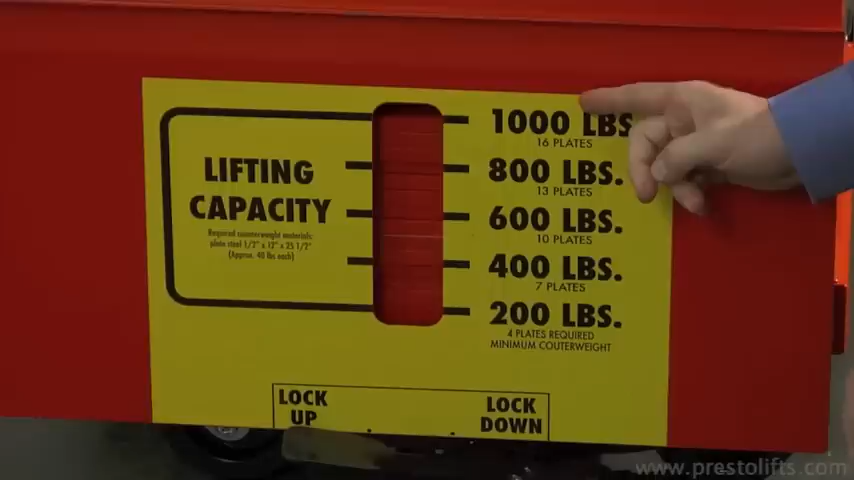 LIFTING
CAPACITY
Required counterweight materials:
plate steel 1/2" x 12" x 25 1/2"
(Approx. 40 lbs each)
1000 LBS
16 PLATES
800 LBS.
13 PLATES
600 LBS.
10 PLATES
400 LBS.
7 PLATES
200 LBS.
4 PLATES REQUIRED
MINIMUM COUTERWEIGHT
LOCK
UP
LOCK
DOWN
www.prestolifts.com